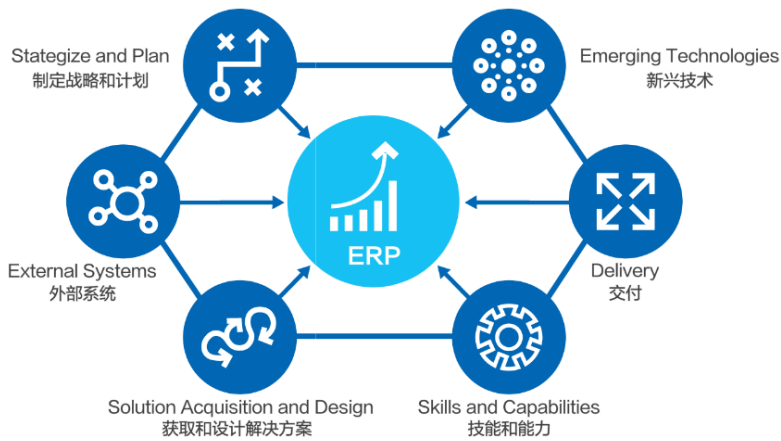 Stategize and Plan
制定战略和计划
Emerging Technologies
新兴技术
ERP
External Systems
外部系统
Delivery
交付
Solution Acquisition and Design
获取和设计解决方案
Skills and Capabilities
技能和能力